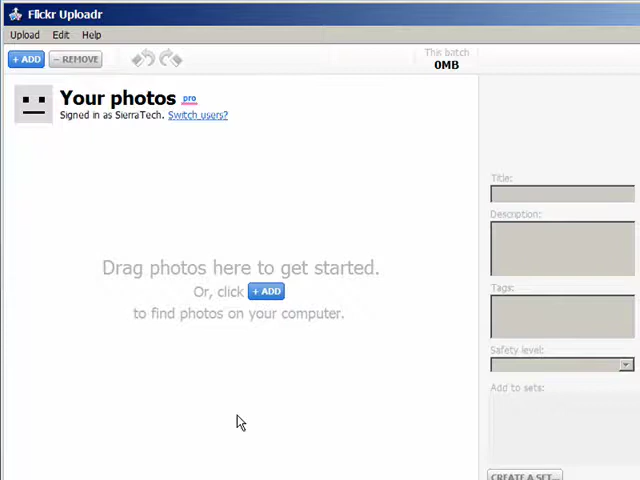 Flickr Uploadr
Upload Edit Help
+ ADD − REMOVE
This batch
0MB
Your photos pro
Signed in as SierraTech. Switch users?
Title:
Description:
Drag photos here to get started.
Or, click + ADD
to find photos on your computer.
Tags:
Safety level:
Add to sets:
CREATE A SET...